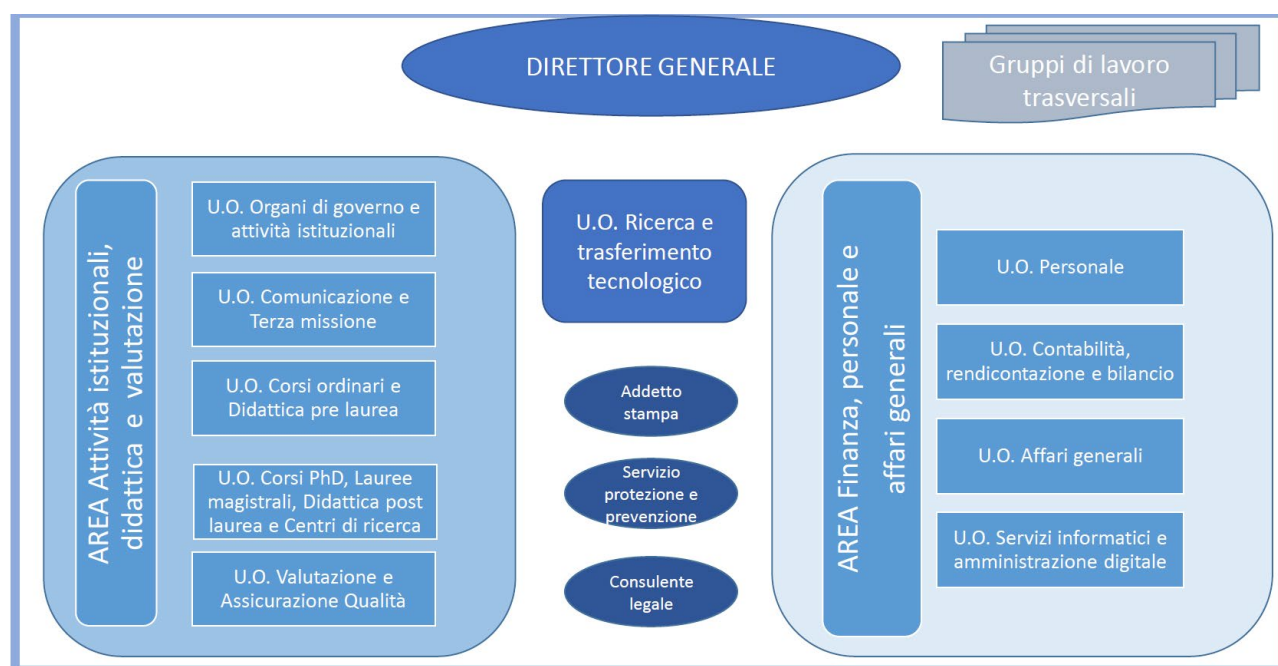 DIRETTORE GENERALE
Gruppi di lavoro
trasversali
AREA Attività istituzionali,
didattica e valutazione
U.O. Organi di governo e
attività istituzionali
U.O. Comunicazione e
Terza missione
U.O. Corsi ordinari e
Didattica pre laurea
U.O. Corsi PhD, Lauree
magistrali, Didattica post
laurea e Centri di ricerca
U.O. Valutazione e
Assicurazione Qualità
U.O. Ricerca e
trasferimento
tecnologico
Addetto
stampa
Servizio
protezione e
prevenzione
Consulente
legale
AREA Finanza, personale e
affari generali
U.O. Personale
U.O. Contabilità,
rendicontazione e bilancio
U.O. Affari generali
U.O. Servizi informatici e
amministrazione digitale